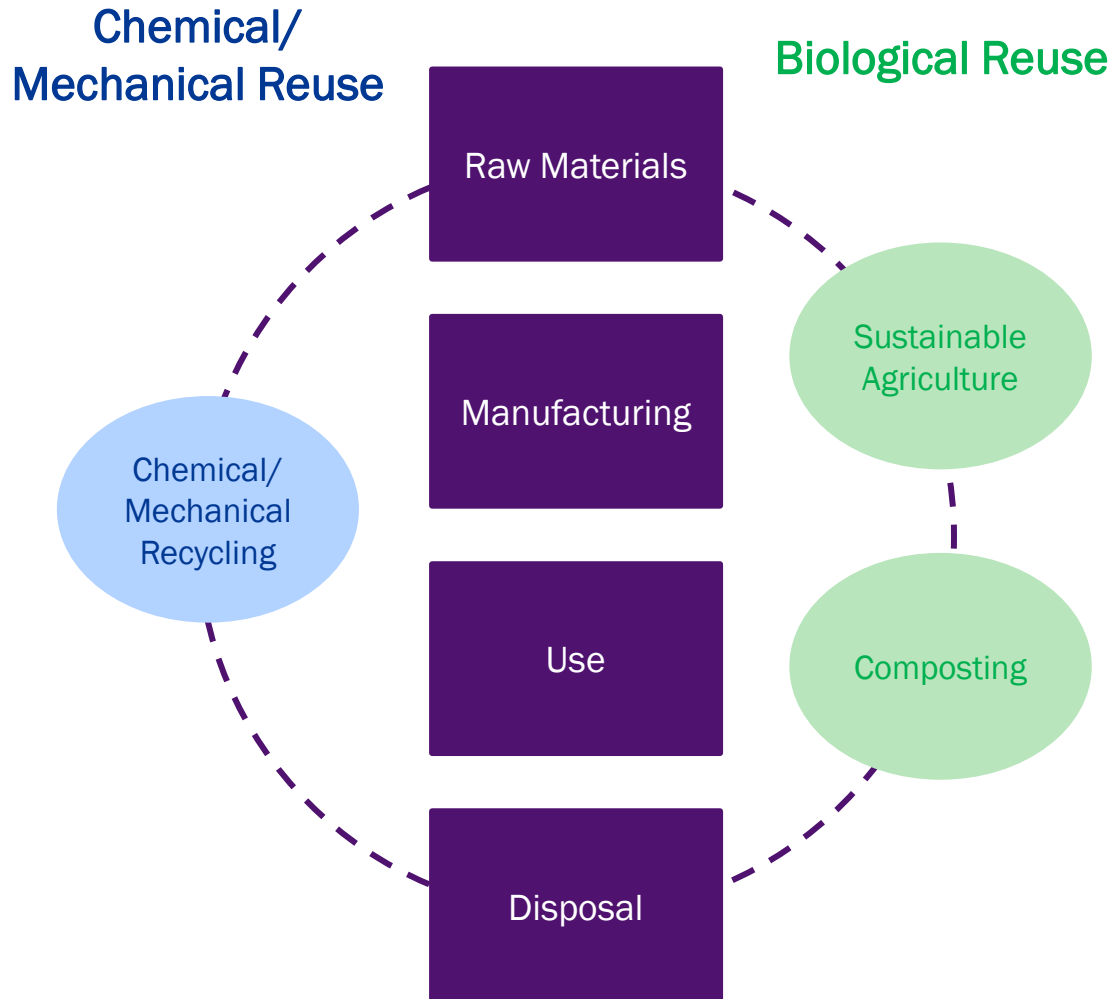 Chemical/
Mechanical Reuse
Biological Reuse
Raw Materials
Sustainable
Agriculture
Manufacturing
Chemical/
Mechanical
Recycling
Use
Composting
Disposal